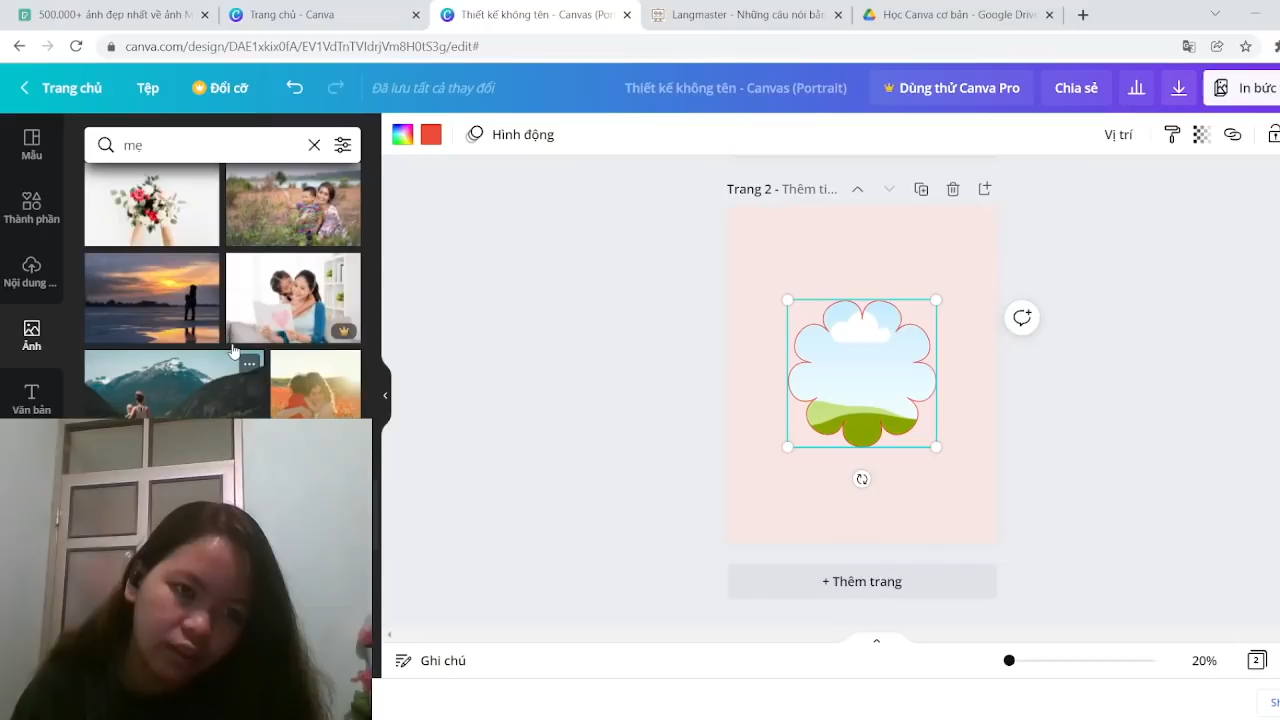 500.000+ ảnh đẹp nhất về ảnh M
Trang chủ - Canva
Thiết kế không tên - Canvas (Por
Langmaster - Những câu nói bằn
Học Canva cơ bản - Google Driv
canva.com/design/DAE1xkix0fA/EV1VdTnTVIdrjVm8H0tS3g/edit#
Trang chủ
Tệp
Đổi cỡ
Đã lưu tất cả thay đổi
Thiết kế không tên - Canvas (Portrait)
Dùng thử Canva Pro
Chia sẻ
In bức
Mẫu
Thành phần
Nội dung ...
Ảnh
Văn bản
mẹ
Hình động
Vị trí
Trang 2 - Thêm ti...
+ Thêm trang
Ghi chú
20%
2